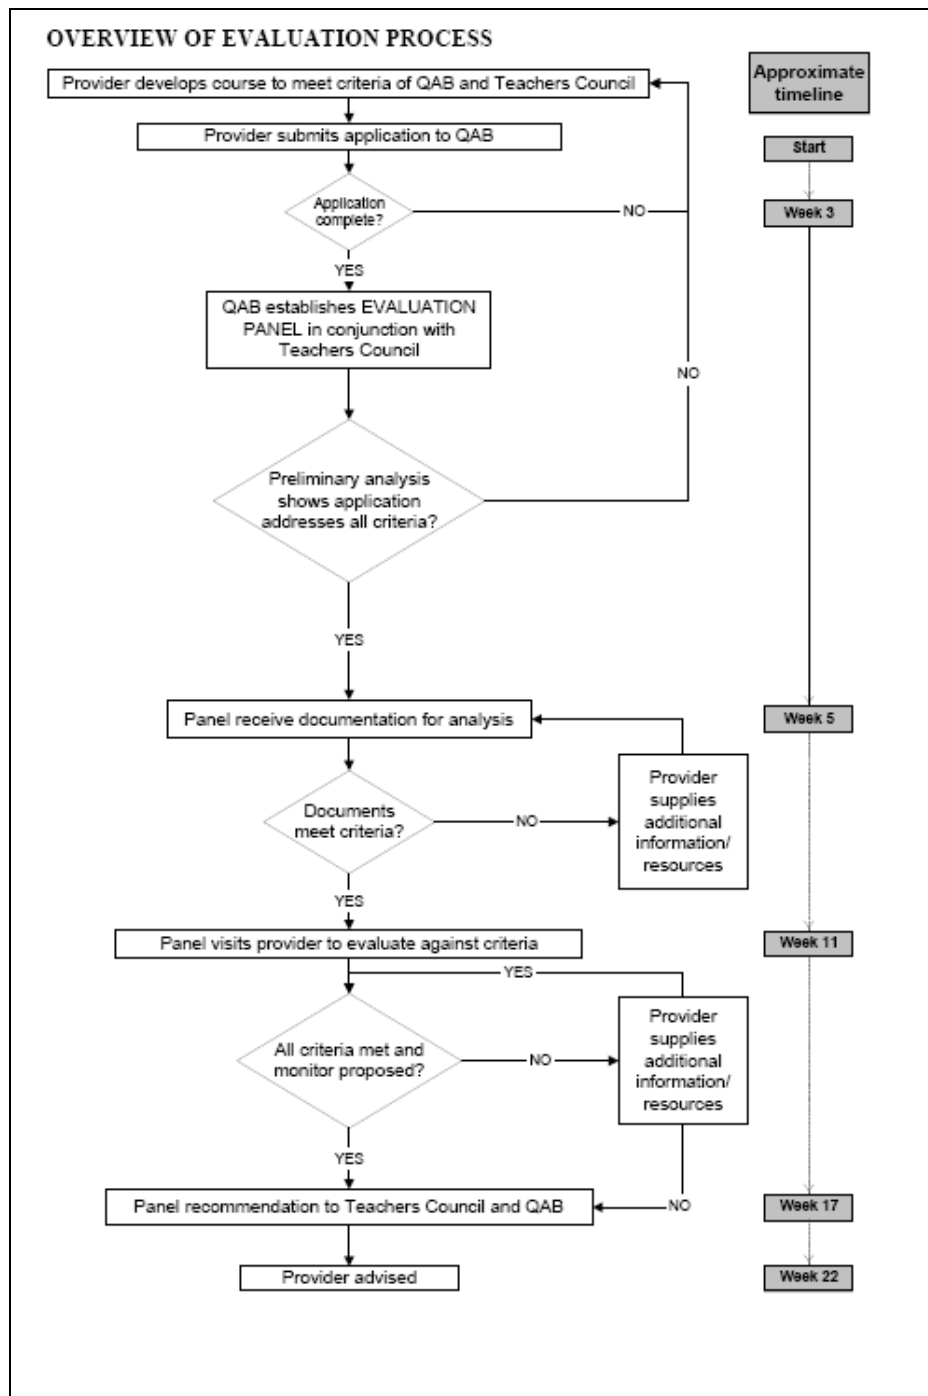 OVERVIEW OF EVALUATION PROCESS
Approximate
timeline
Provider develops course to meet criteria of QAB and Teachers Council
Provider submits application to QAB
Start
Application
complete?
NO
Week 3
YES
QAB establishes EVALUATION
PANEL in conjunction with
Teachers Council
NO
Preliminary analysis
shows application
addresses all criteria?
YES
Panel receive documentation for analysis
Week 5
Documents
meet criteria?
NO
Provider
supplies
additional
information/
resources
YES
Panel visits provider to evaluate against criteria
Week 11
YES
All criteria met and
monitor proposed?
NO
Provider
supplies
additional
information/
resources
YES
Panel recommendation to Teachers Council and QAB
NO
Week 17
Provider advised
Week 22